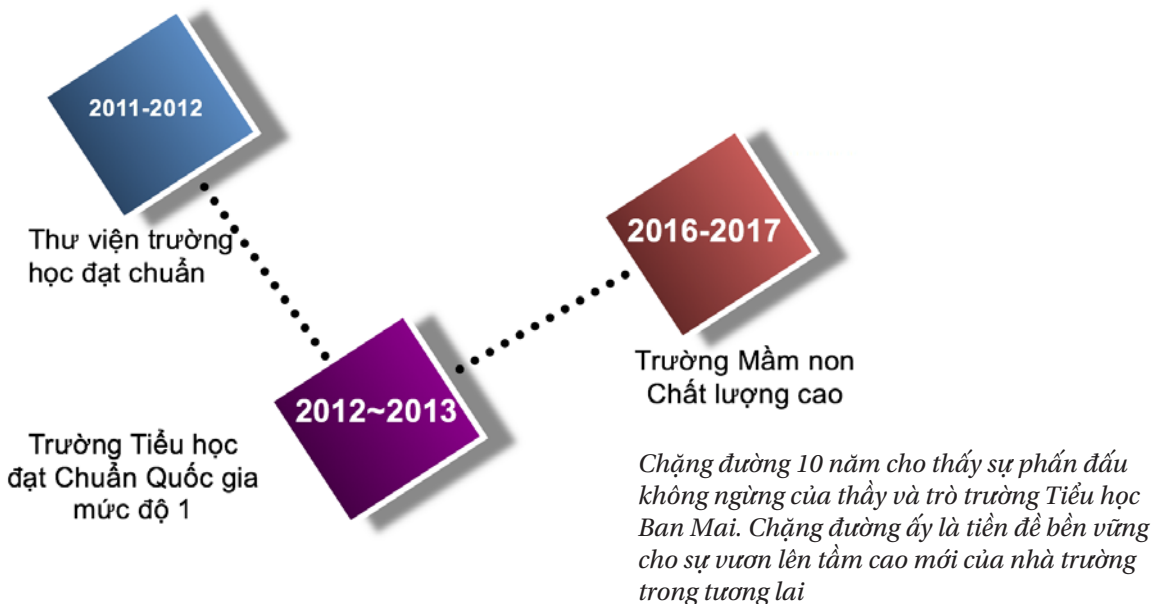 2011-2012
Thư viện trường
học đạt chuẩn
2012~2013
Trường Tiểu học
đạt Chuẩn Quốc gia
mức độ 1
2016-2017
Trường Mầm non
Chất lượng cao
Chặng đường 10 năm cho thấy sự phấn đấu
không ngừng của thầy và trò trường Tiểu học
Ban Mai. Chặng đường ấy là tiền đề bền vững
cho sự vươn lên tầm cao mới của nhà trường
trong tương lai